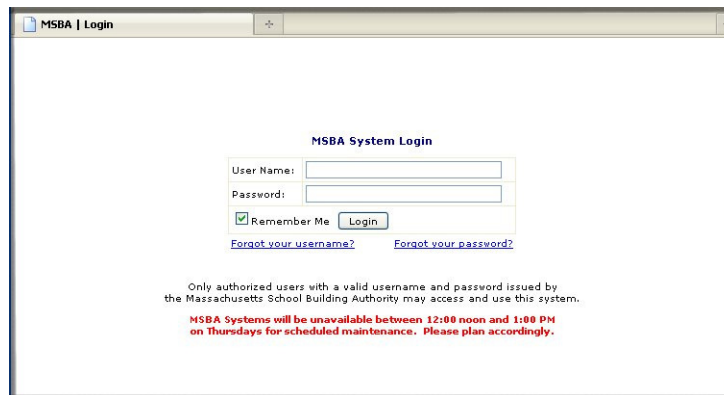 MSBA | Login
MSBA System Login
User Name:
Password:
Remember Me Login
Forgot your username? Forgot your password?
Only authorized users with a valid username and password issued by
the Massachusetts School Building Authority may access and use this system.
MSBA Systems will be unavailable between 12:00 noon and 1:00 PM
on Thursdays for scheduled maintenance. Please plan accordingly.